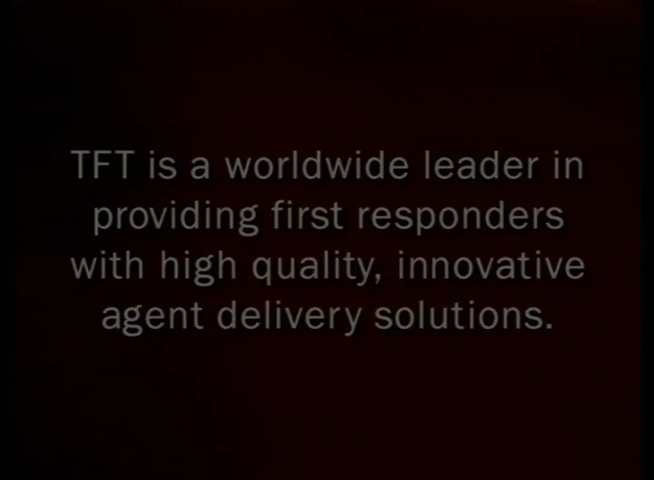 TFT is a worldwide leader in
providing first responders
with high quality, innovative
agent delivery solutions.